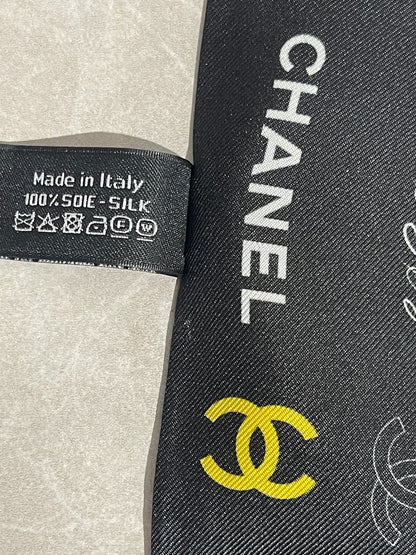 Made in Italy
100% SOIE - SILK
CHANEL